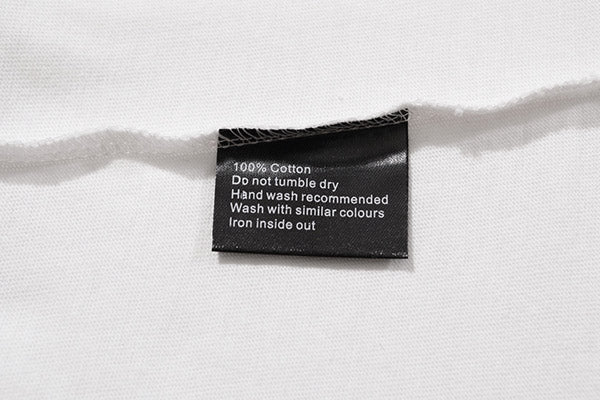 100% Cotton
Do not tumble dry
Hand wash recommended
Wash with similar colours
Iron inside out